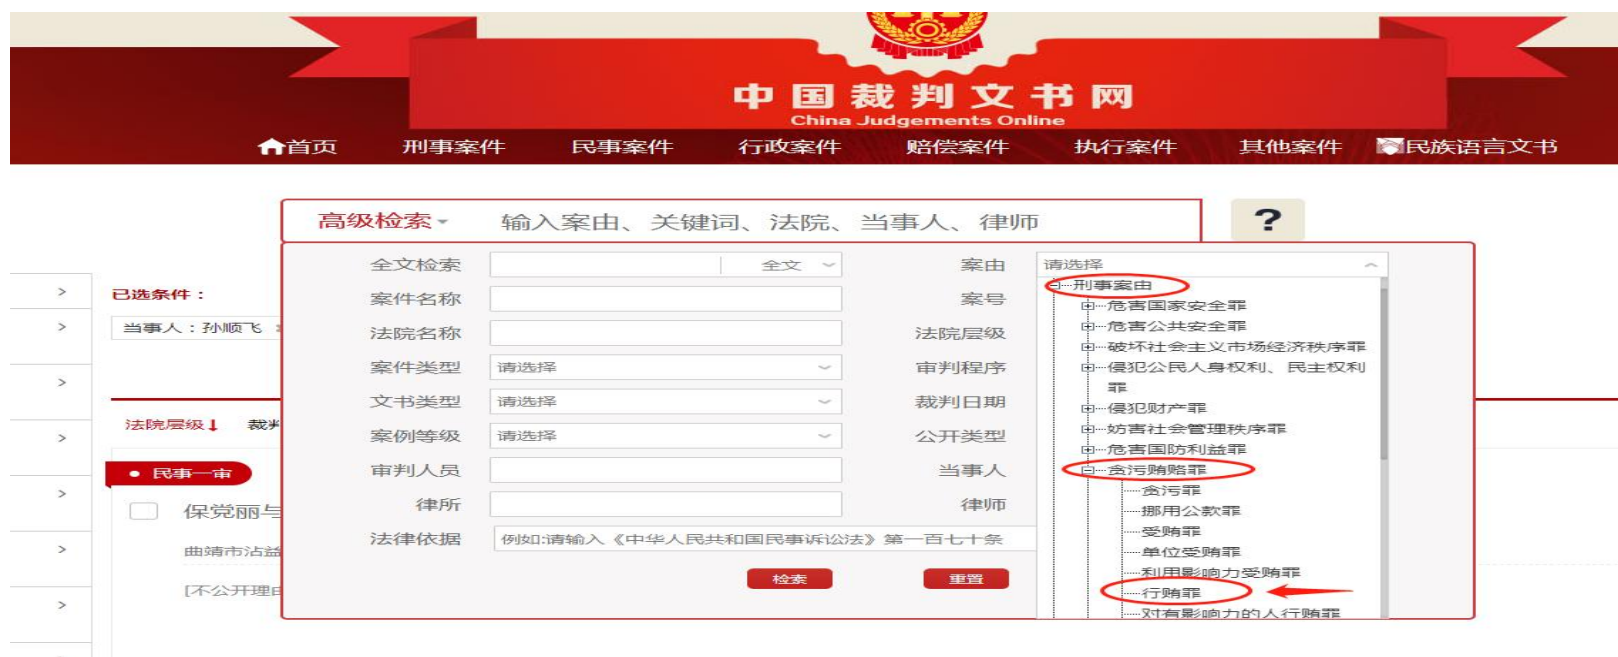 中国裁判文书网
China Judgements Online
首页 刑事案件 民事案件 行政案件 赔偿案件 执行案件 其他案件 民族语言文书
高级检索 输入案由、关键词、法院、当事人、律师 ?
全文检索 全文 案由 请选择
已选条件：
案件名称 案号
当事人：孙顺飞
法院名称 法院层级
案件类型 请选择 审判程序
文书类型 请选择 裁判日期
法院层级 裁判
案例等级 请选择 公开类型
民事一审
审判人员 当事人
律所 律师
保党丽与
法律依据 例如:请输入《中华人民共和国民事诉讼法》第一百七十条
曲靖市沾益
检索 重置
[不公开理由
刑事案由
危害国家安全罪
危害公共安全罪
破坏社会主义市场经济秩序罪
侵犯公民人身权利、民主权利
罪
侵犯财产罪
妨害社会管理秩序罪
危害国防利益罪
贪污贿赂罪
贪污罪
挪用公款罪
受贿罪
单位受贿罪
利用影响力受贿罪
行贿罪
对有影响力的人行贿罪